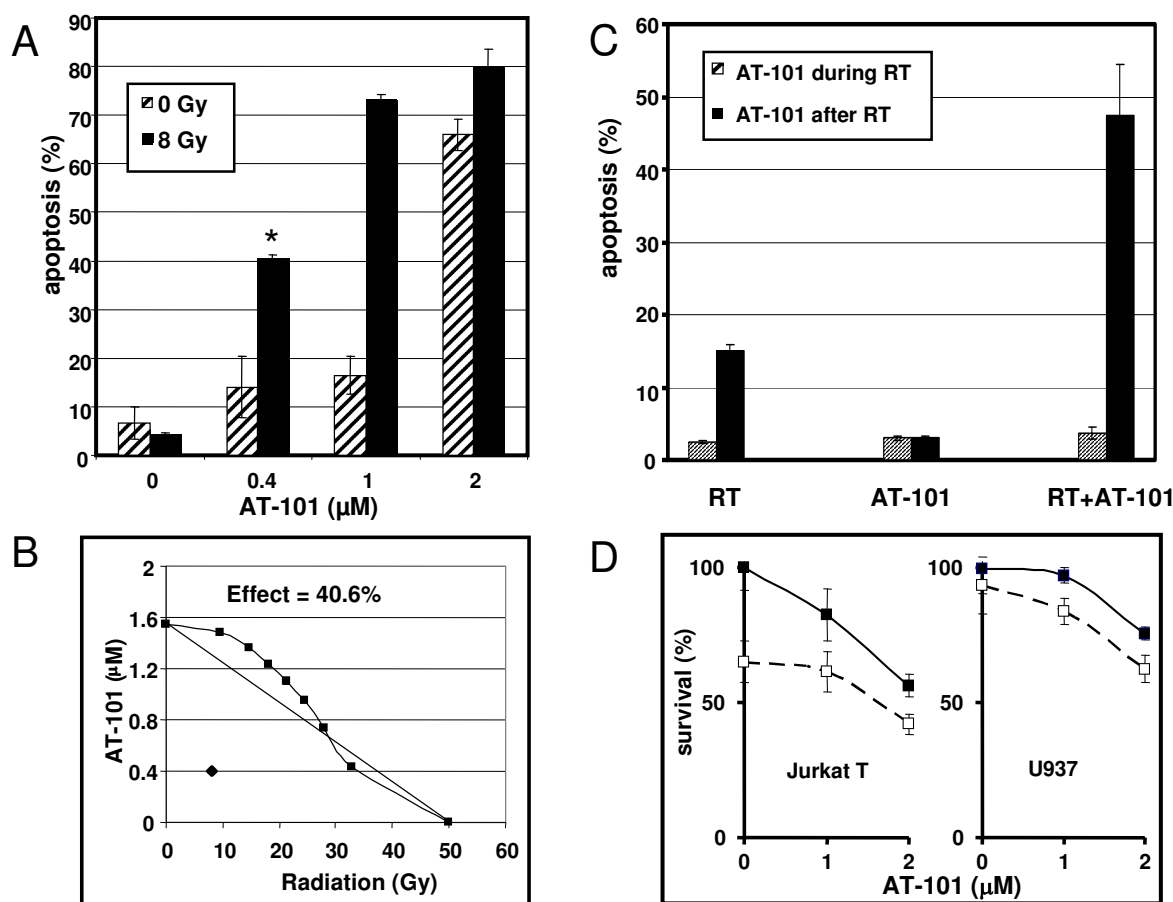 A
apoptosis (%)
90
80
70
60
50
40
30
20
10
0
0 Gy
8 Gy
*
0 0.4 1 2
AT-101 (µM)
B
AT-101 (µM)
2
1.6
1.2
0.8
0.4
0
Effect = 40.6%
0 10 20 30 40 50 60
Radiation (Gy)
C
apoptosis (%)
60
50
40
30
20
10
0
AT-101 during RT
AT-101 after RT
RT AT-101 RT+AT-101
D
survival (%)
100
50
0
Jurkat T
0 1 2
100
50
0
U937
0 1 2
AT-101 (µM)